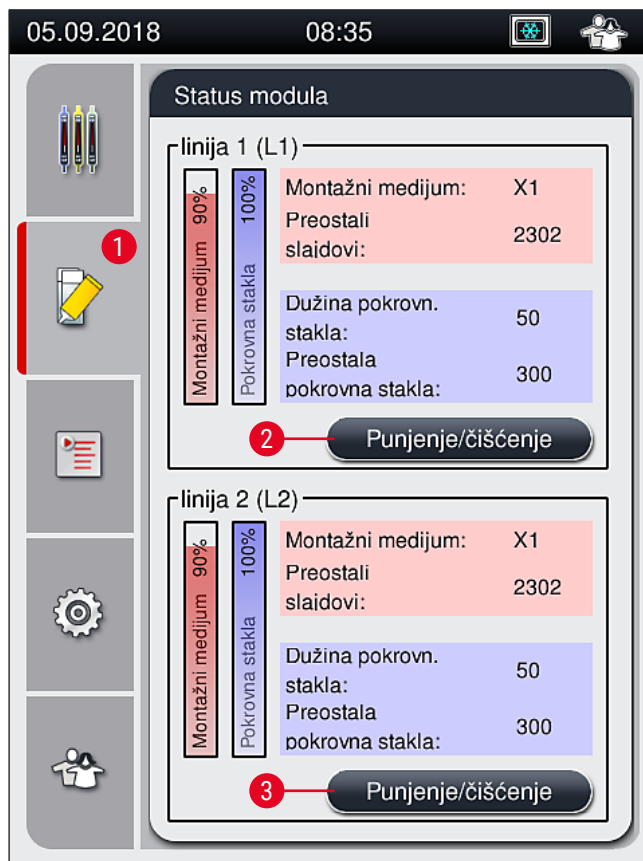 05.09.2018 08:35
Status modula
linija 1 (L1)
Montažni medijum 90%
Pokrovna stakla 100%
Montažni medijum: X1
Preostali
slajdovi: 2302
Dužina pokrovn.
stakla: 50
Preostala
pokrovna stakla: 300
1
2
Punjenje/čišćenje
linija 2 (L2)
Montažni medijum 90%
Pokrovna stakla 100%
Montažni medijum: X1
Preostali
slajdovi: 2302
Dužina pokrovn.
stakla: 50
Preostala
pokrovna stakla: 300
3
Punjenje/čišćenje